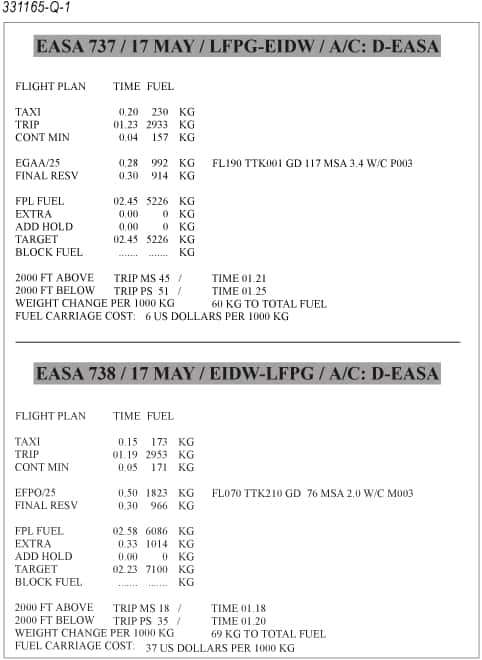 331165-Q-1
EASA 737 / 17 MAY / LFPG-EIDW / A/C: D-EASA
FLIGHT PLAN TIME FUEL
TAXI 0.20 230 KG
TRIP 01.23 2933 KG
CONT MIN 0.04 157 KG
EGAA/25 0.28 992 KG FL190 TTK001 GD 117 MSA 3.4 W/C P003
FINAL RESV 0.30 914 KG
FPL FUEL 02.45 5226 KG
EXTRA 0.00 0 KG
ADD HOLD 0.00 0 KG
TARGET 02.45 5226 KG
BLOCK FUEL ....... ....... KG
2000 FT ABOVE TRIP MS 45 / TIME 01.21
2000 FT BELOW TRIP PS 51 / TIME 01.25
WEIGHT CHANGE PER 1000 KG 60 KG TO TOTAL FUEL
FUEL CARRIAGE COST: 6 US DOLLARS PER 1000 KG
EASA 738 / 17 MAY / EIDW-LFPG / A/C: D-EASA
FLIGHT PLAN TIME FUEL
TAXI 0.15 173 KG
TRIP 01.19 2953 KG
CONT MIN 0.05 171 KG
EFPO/25 0.50 1823 KG FL070 TTK210 GD 76 MSA 2.0 W/C M003
FINAL RESV 0.30 966 KG
FPL FUEL 02.58 6086 KG
EXTRA 0.33 1014 KG
ADD HOLD 0.00 0 KG
TARGET 02.23 7100 KG
BLOCK FUEL ....... ....... KG
2000 FT ABOVE TRIP MS 18 / TIME 01.18
2000 FT BELOW TRIP PS 35 / TIME 01.20
WEIGHT CHANGE PER 1000 KG 69 KG TO TOTAL FUEL
FUEL CARRIAGE COST: 37 US DOLLARS PER 1000 KG